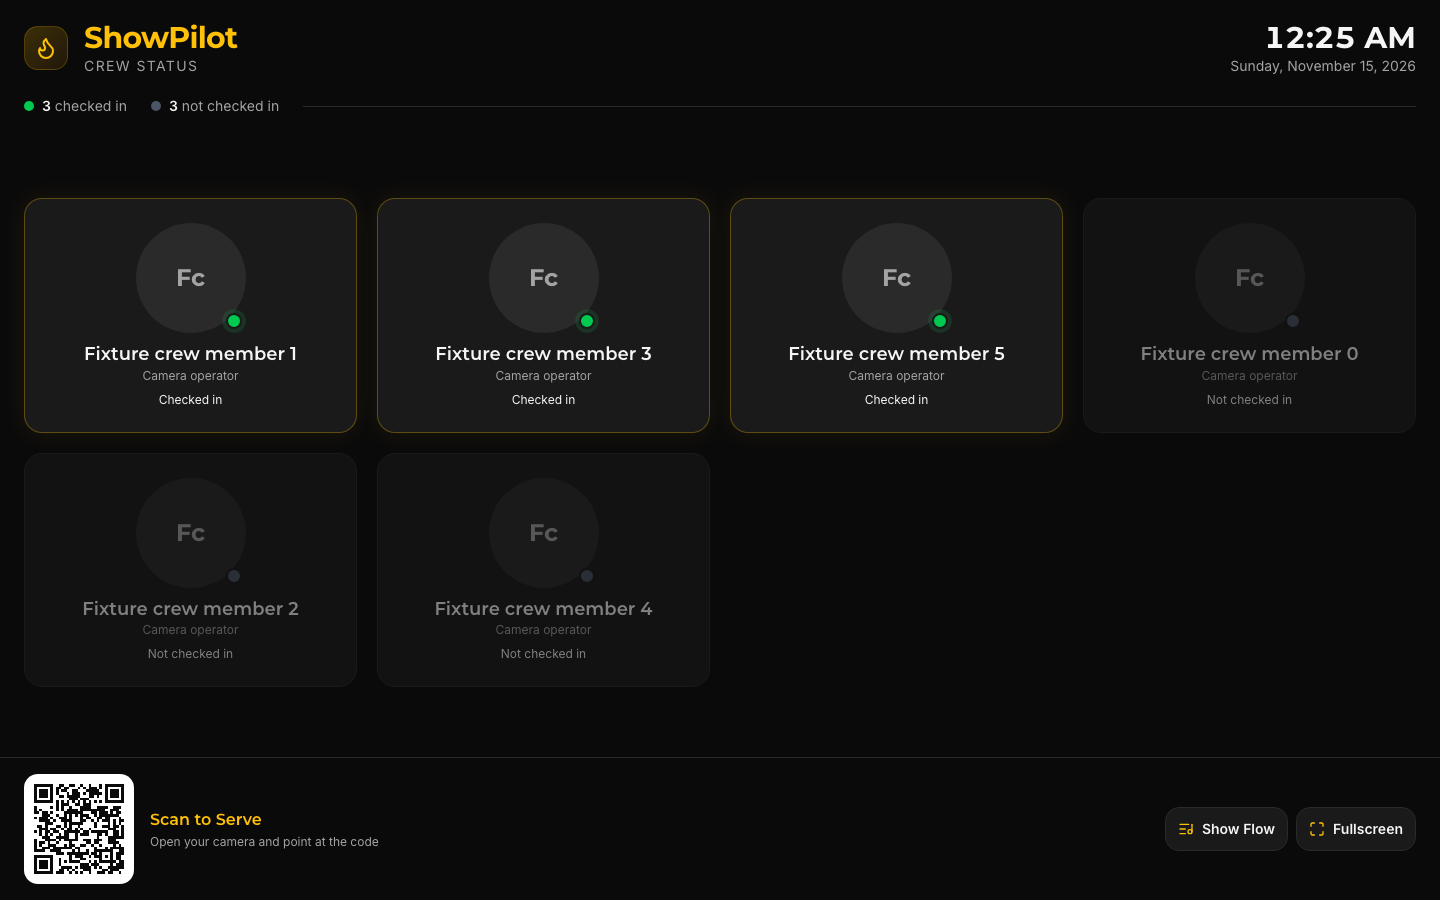 ShowPilot
CREW STATUS
12:25 AM
Sunday, November 15, 2026
3 checked in
3 not checked in
Fc
Fixture crew member 1
Camera operator
Checked in
Fc
Fixture crew member 3
Camera operator
Checked in
Fc
Fixture crew member 5
Camera operator
Checked in
Fc
Fixture crew member 0
Camera operator
Not checked in
Fc
Fixture crew member 2
Camera operator
Not checked in
Fc
Fixture crew member 4
Camera operator
Not checked in
Scan to Serve
Open your camera and point at the code
Show Flow
Fullscreen